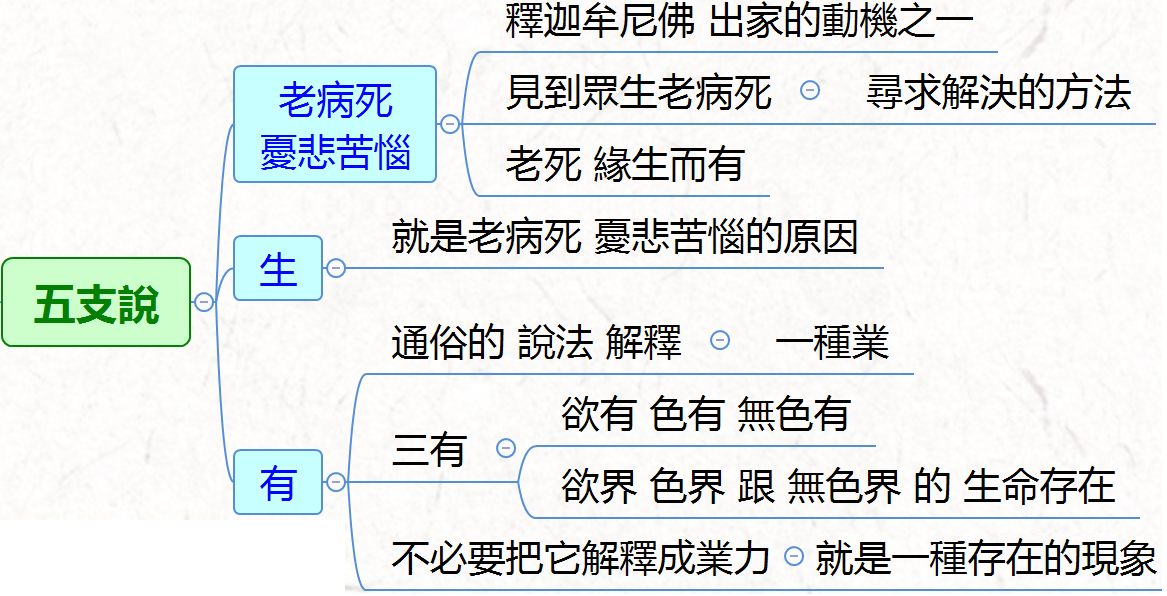 釋迦牟尼佛 出家的動機之一
老病死
憂悲苦惱
見到眾生老病死 尋求解決的方法
老死 緣生而有
五支說
生
就是老病死 憂悲苦惱的原因
有
通俗的 說法 解釋 一種業
三有
欲有 色有 無色有
欲界 色界 跟 無色界 的 生命存在
不必要把它解釋成業力 就是一種存在的現象